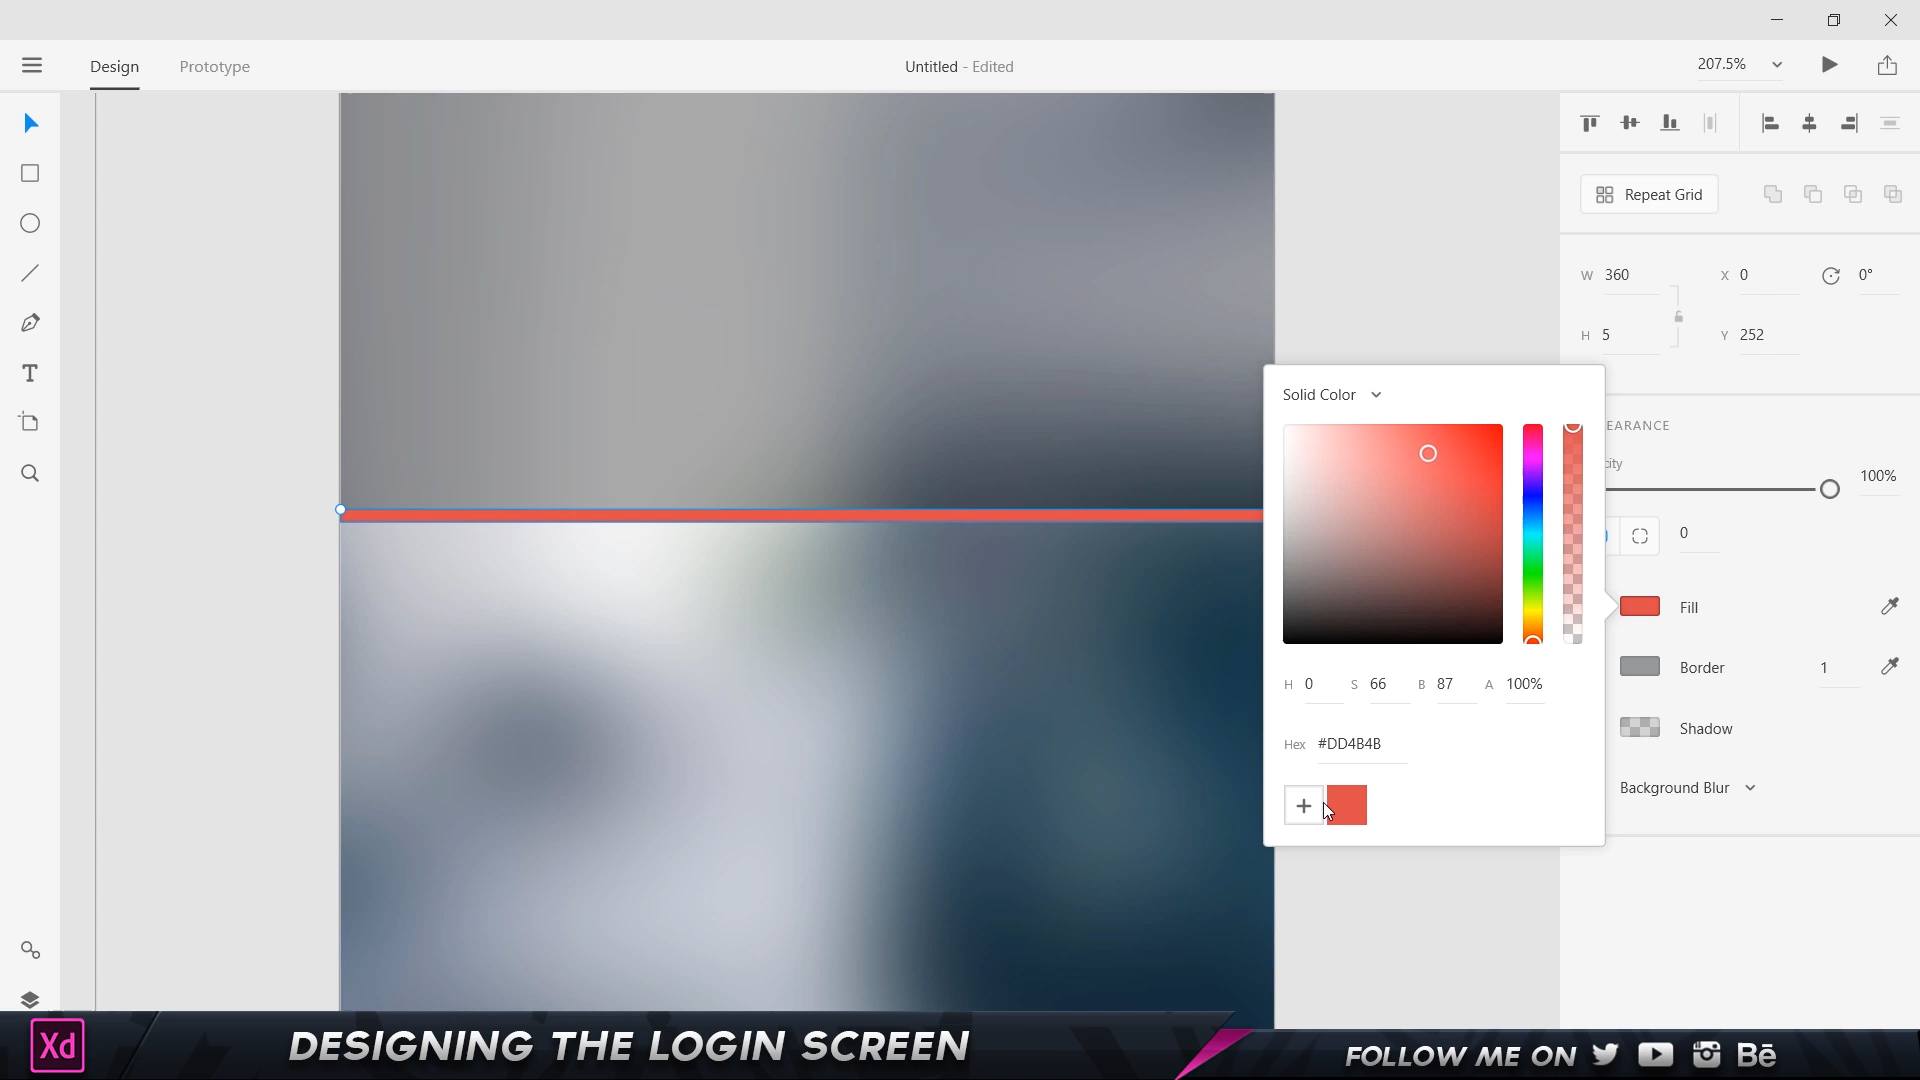 Design
Prototype
Untitled - Edited
207.5%
Repeat Grid
W 360
X 0
0°
H 5
Y 252
Solid Color
EARANCE
city
100%
0
Fill
Border
1
H 0 S 66 B 87 A 100%
Shadow
Hex #DD4B4B
Background Blur
Xd
DESIGNING THE LOGIN SCREEN
FOLLOW ME ON
Bē